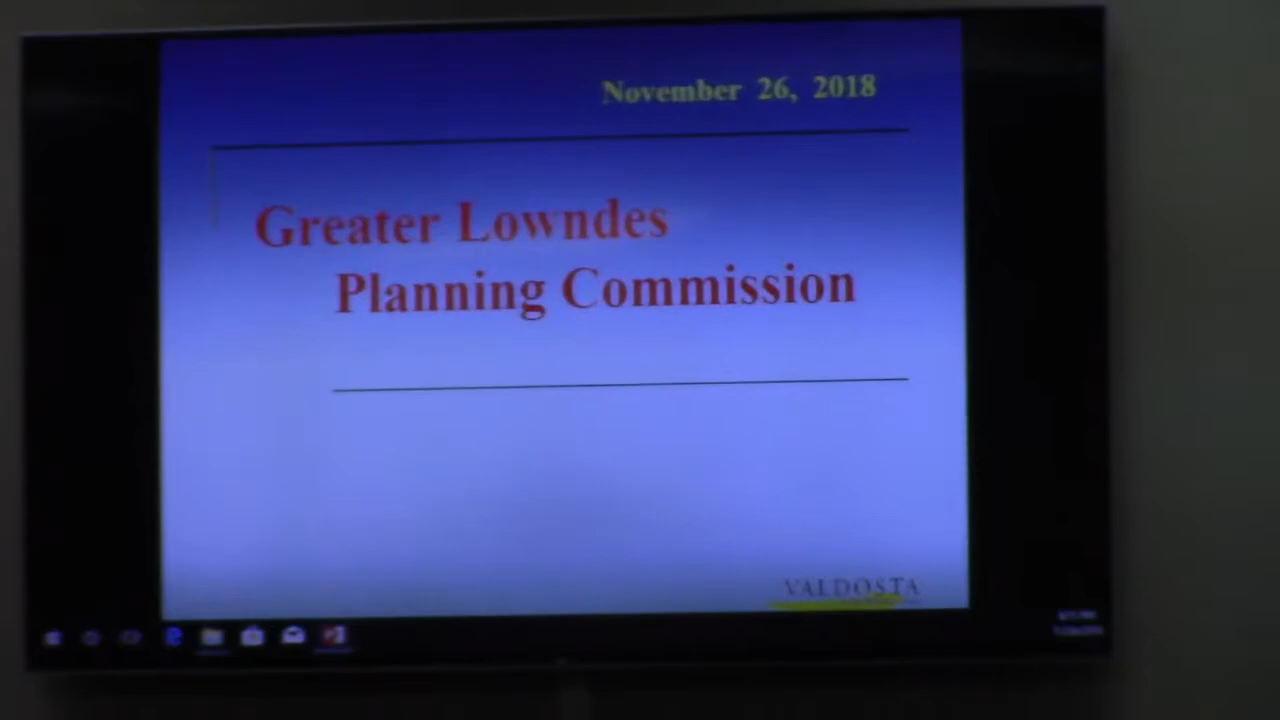 November 26, 2018
Greater Lowndes
Planning Commission
VALDOSTA